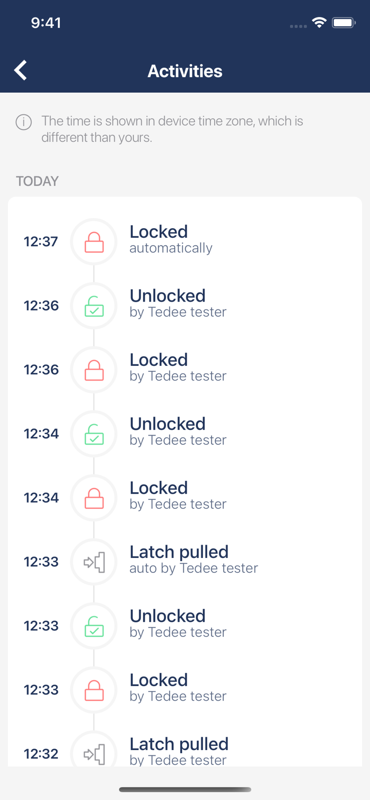 9:41
Activities
The time is shown in device time zone, which is
different than yours.
TODAY
12:37
Locked
automatically
12:36
Unlocked
by Tedee tester
12:36
Locked
by Tedee tester
12:34
Unlocked
by Tedee tester
12:34
Locked
by Tedee tester
12:33
Latch pulled
auto by Tedee tester
12:33
Unlocked
by Tedee tester
12:33
Locked
by Tedee tester
12:32
Latch pulled
by Tedee tester